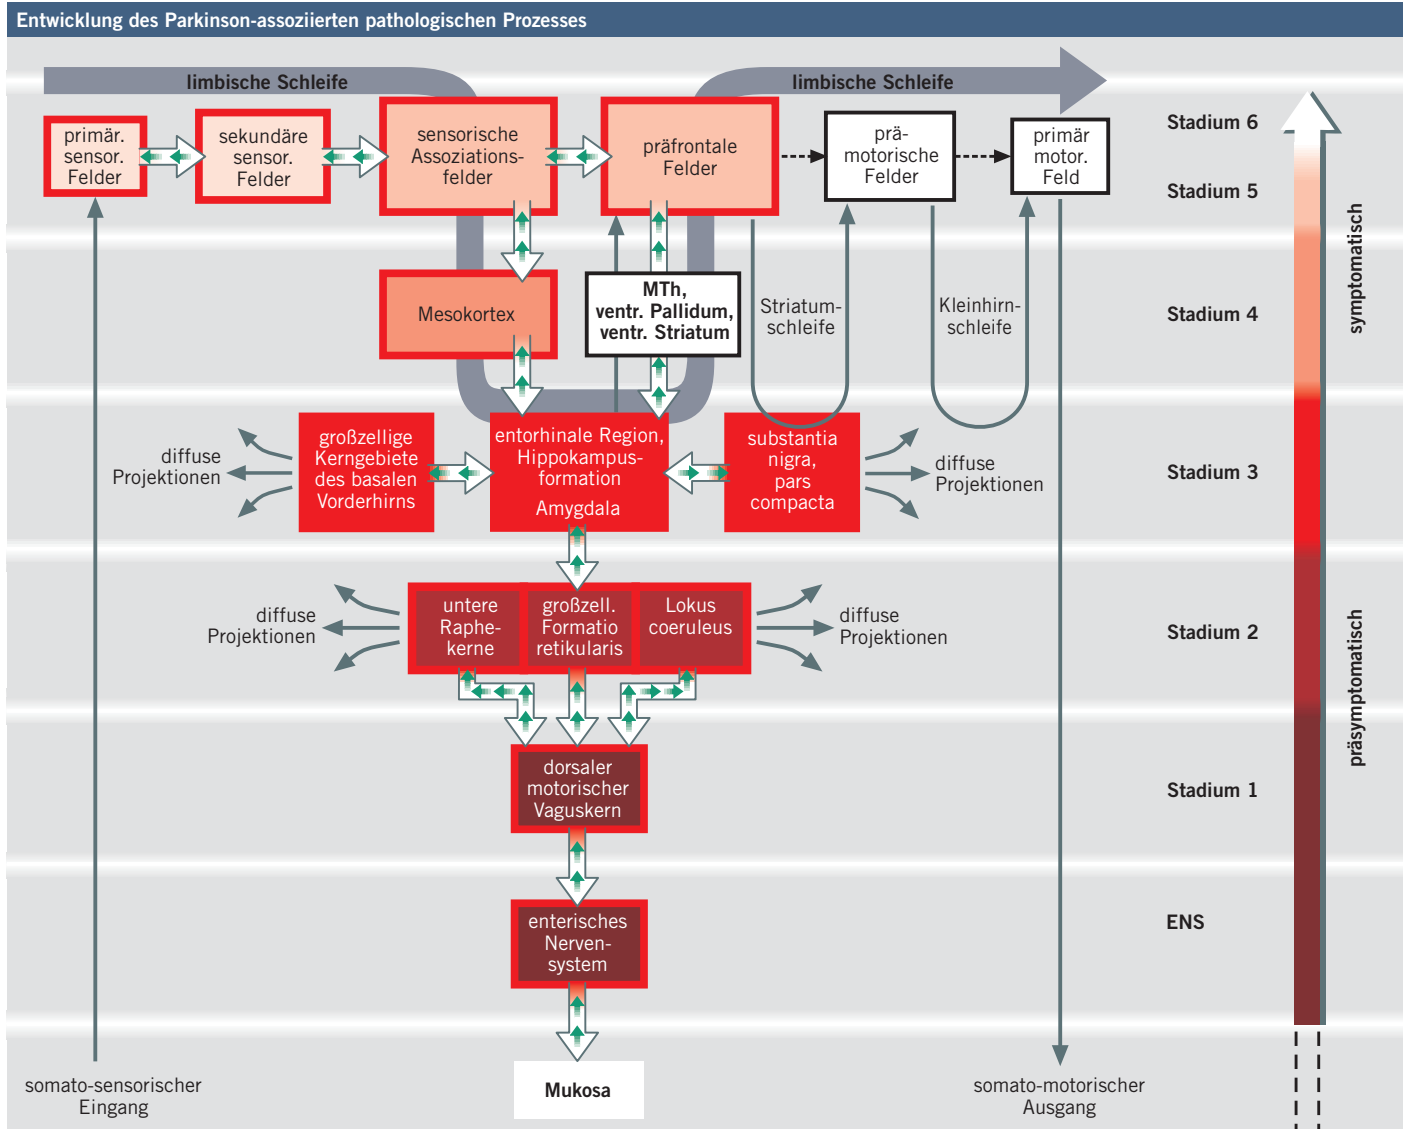 Entwicklung des Parkinson-assoziierten pathologischen Prozesses
limbische Schleife
limbische Schleife
primär.
sensor.
Felder
sekundäre
sensor.
Felder
sensorische
Assoziations-
felder
präfrontale
Felder
prä-
motorische
Felder
primär
motor.
Feld
Stadium 6
Stadium 5
Mesokortex
MTh,
ventr. Pallidum,
ventr. Striatum
Striatum-
schleife
Kleinhirn-
schleife
Stadium 4
symptomatisch
diffuse
Projektionen
großzellige
Kerngebiete
des basalen
Vorderhirns
entorhinale Region,
Hippokampus-
formation
Amygdala
substantia
nigra,
pars
compacta
diffuse
Projektionen
Stadium 3
diffuse
Projektionen
untere
Raphe-
kerne
großzell.
Formatio
retikularis
Lokus
coeruleus
diffuse
Projektionen
Stadium 2
präsymptomatisch
dorsaler
motorischer
Vaguskern
Stadium 1
enterisches
Nerven-
system
ENS
somato-sensorischer
Eingang
Mukosa
somato-motorischer
Ausgang